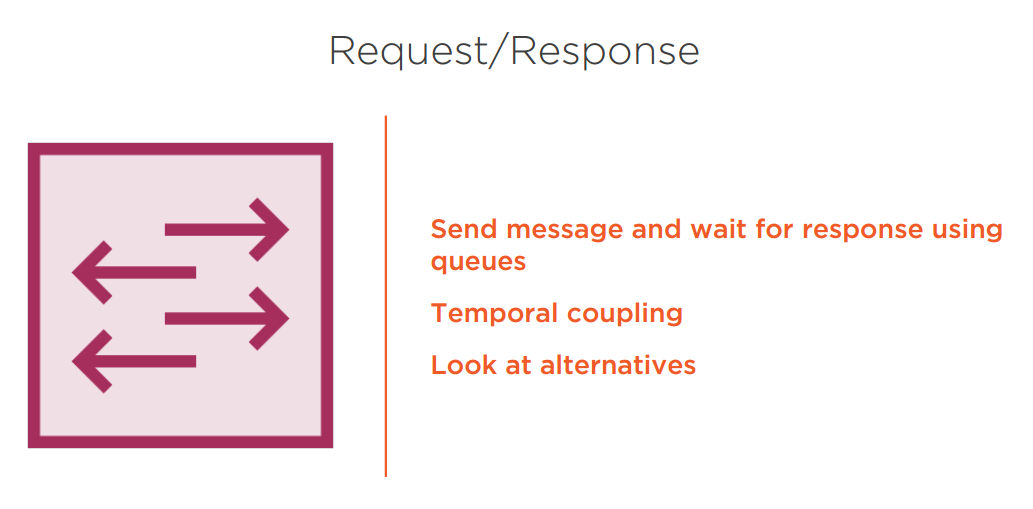 Request/Response
Send message and wait for response using
queues
Temporal coupling
Look at alternatives